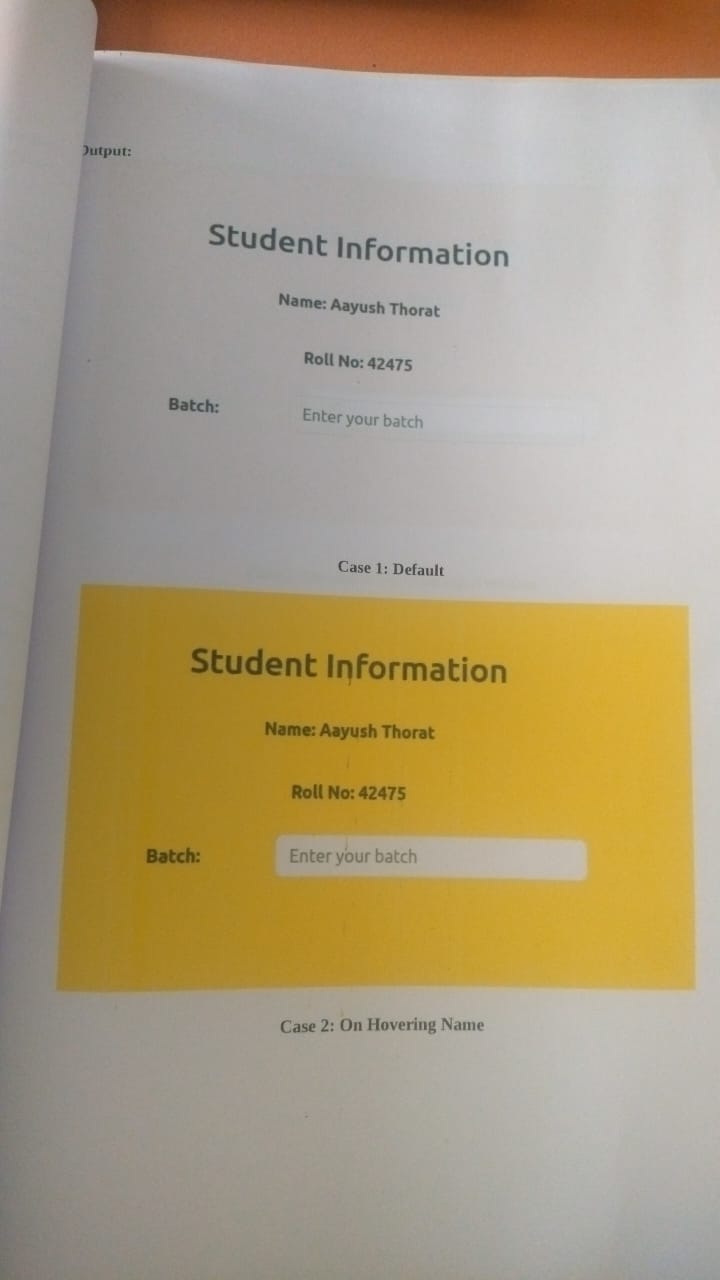 Output:
Student Information
Name: Aayush Thorat
Roll No: 42475
Batch: Enter your batch
Case 1: Default
Student Information
Name: Aayush Thorat
Roll No: 42475
Batch: Enter your batch
Case 2: On Hovering Name